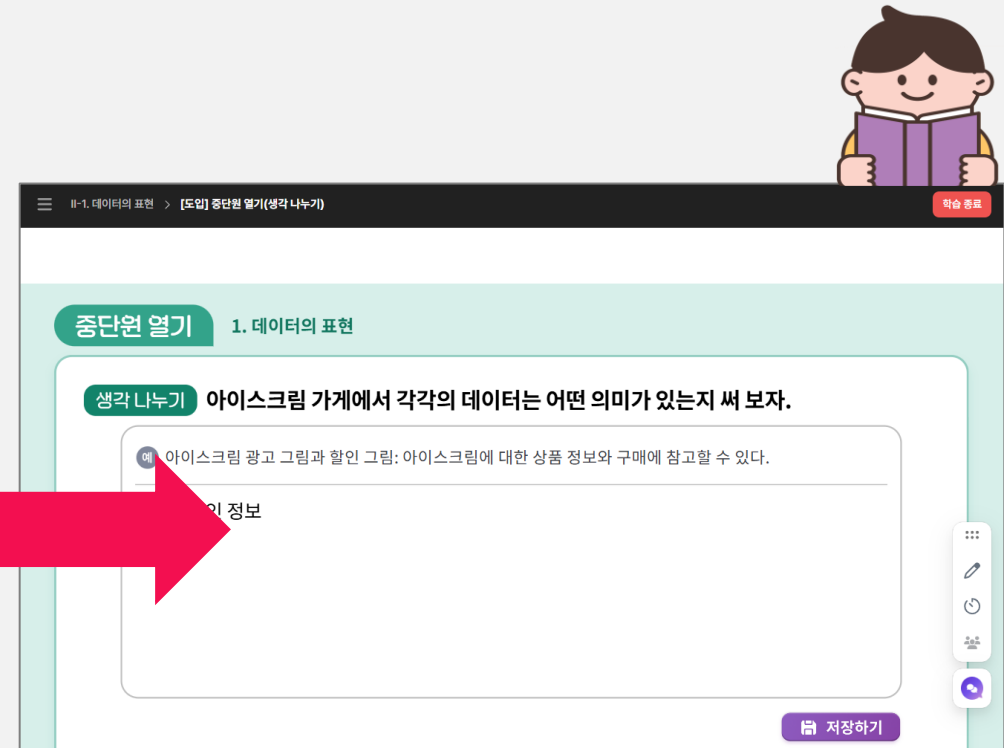 II-1. 데이터의 표현 > [도입] 중단원 열기(생각 나누기)
학습 종료
중단원 열기
1. 데이터의 표현
생각 나누기 아이스크림 가게에서 각각의 데이터는 어떤 의미가 있는지 써 보자.
예 아이스크림 광고 그림과 할인 그림: 아이스크림에 대한 상품 정보와 구매에 참고할 수 있다.
정보
저장하기